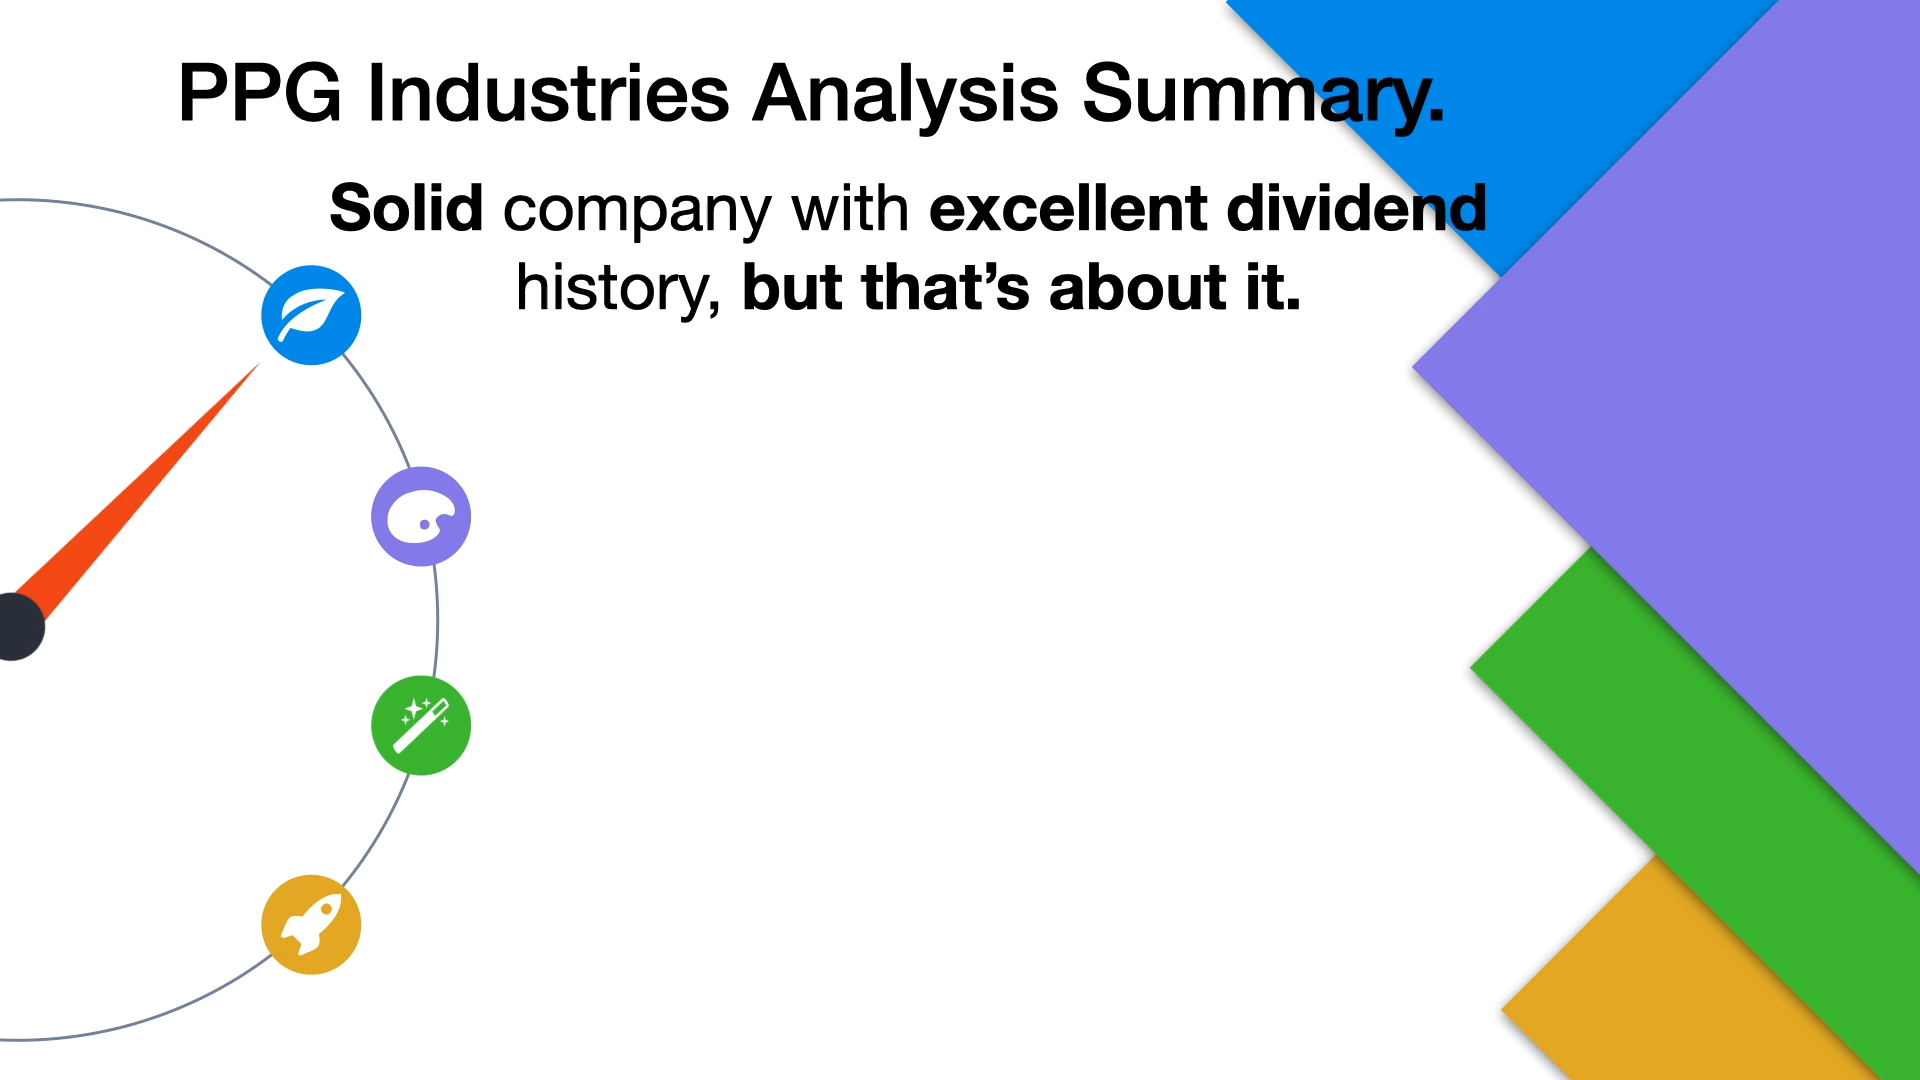 PPG Industries Analysis Summary.
Solid company with excellent dividend
history, but that’s about it.